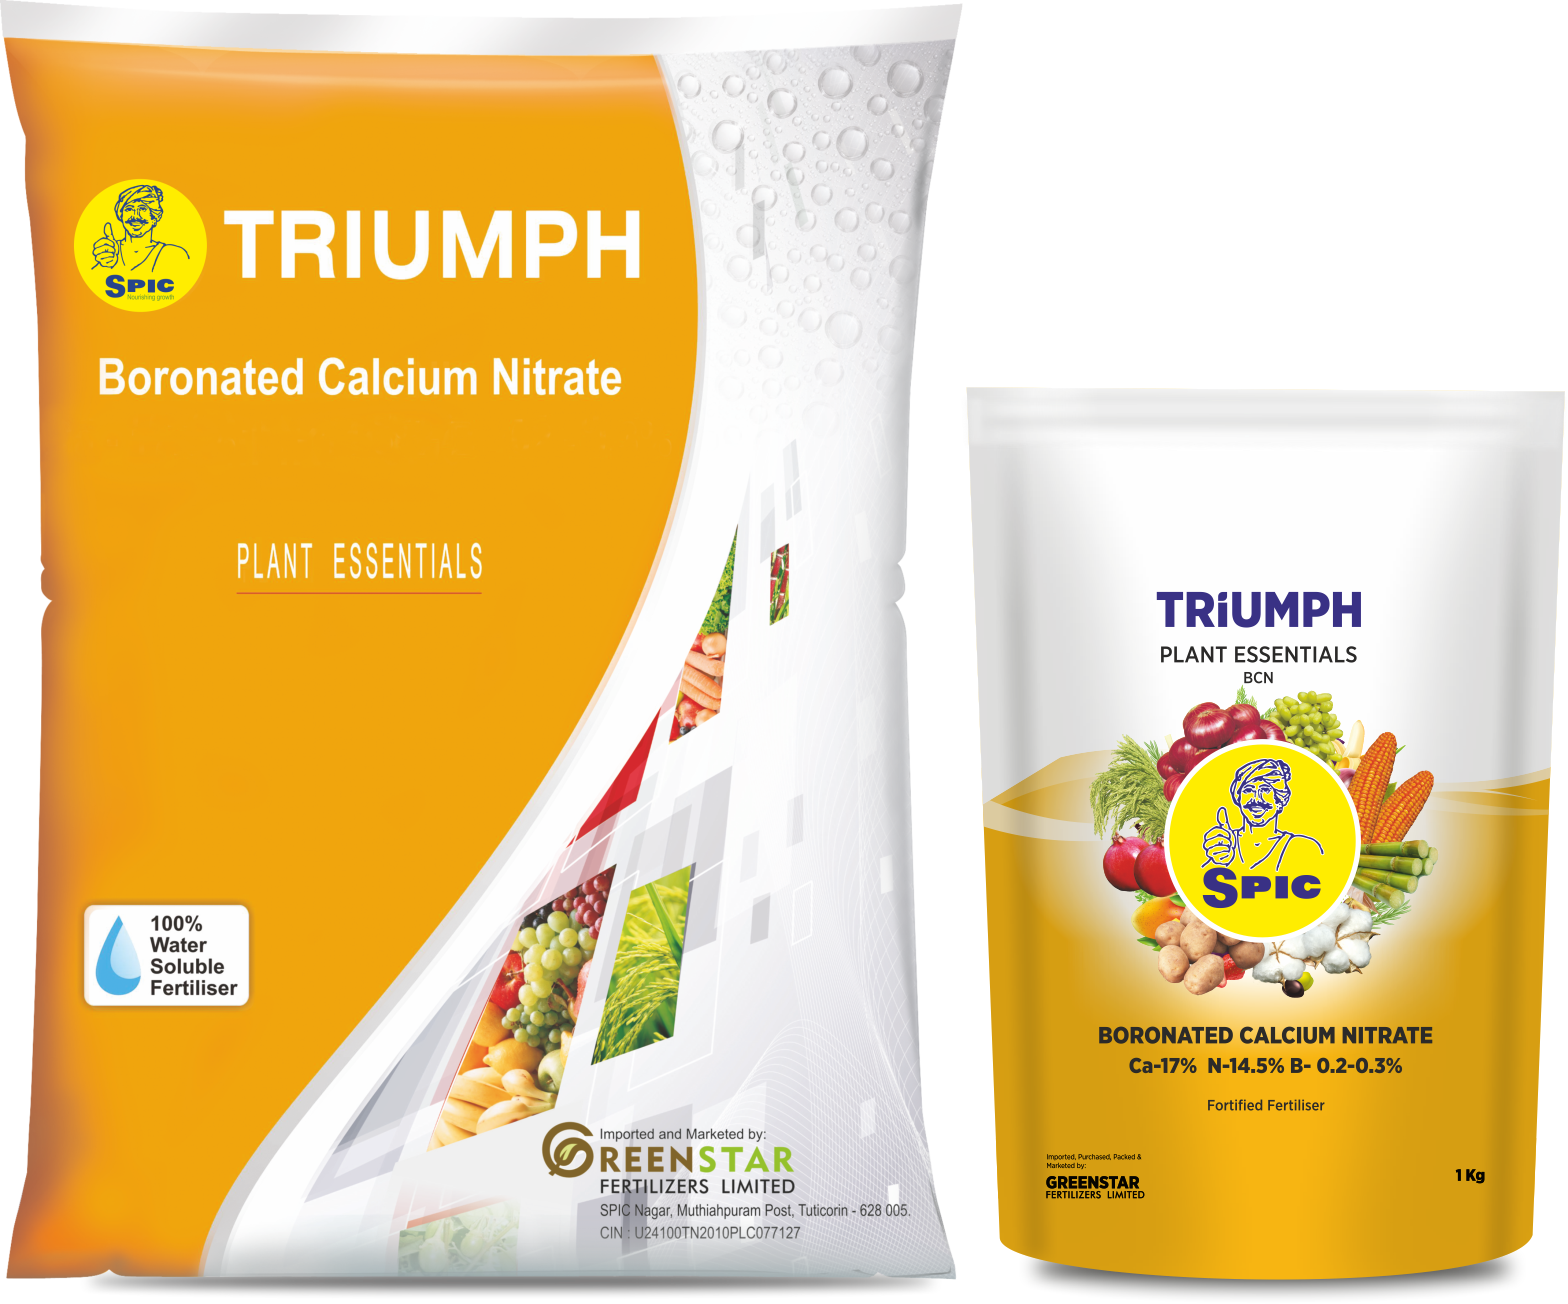 SPIC
Nourishing growth
TRIUMPH
Boronated Calcium Nitrate
PLANT ESSENTIALS
100%
Water
Soluble
Fertiliser
Imported and Marketed by:
GREENSTAR
FERTILIZERS LIMITED
SPIC Nagar, Muthiahpuram Post, Tuticorin - 628 005.
CIN : U24100TN2010PLC077127
TRiUMPH
PLANT ESSENTIALS
BCN
SPIC
BORONATED CALCIUM NITRATE
Ca-17% N-14.5% B- 0.2-0.3%
Fortified Fertiliser
Imported, Purchased, Packed &
Marketed by:
GREENSTAR
FERTILIZERS LIMITED
1 Kg